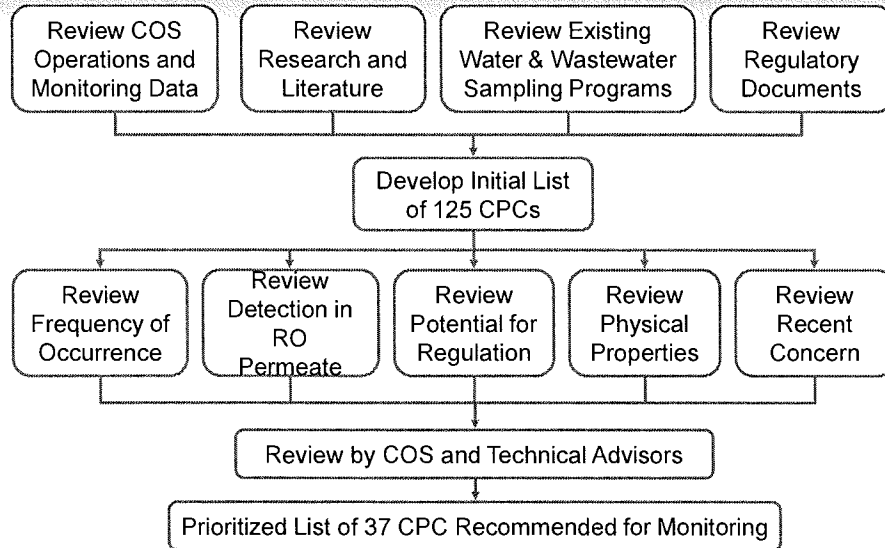 Review COS
Operations and
Monitoring Data
Review
Research and
Literature
Review Existing
Water & Wastewater
Sampling Programs
Review
Regulatory
Documents
Develop Initial List
of 125 CPCs
Review
Frequency of
Occurrence
Review
Detection in
RO
Permeate
Review
Potential for
Regulation
Review
Physical
Properties
Review
Recent
Concern
Review by COS and Technical Advisors
Prioritized List of 37 CPC Recommended for Monitoring